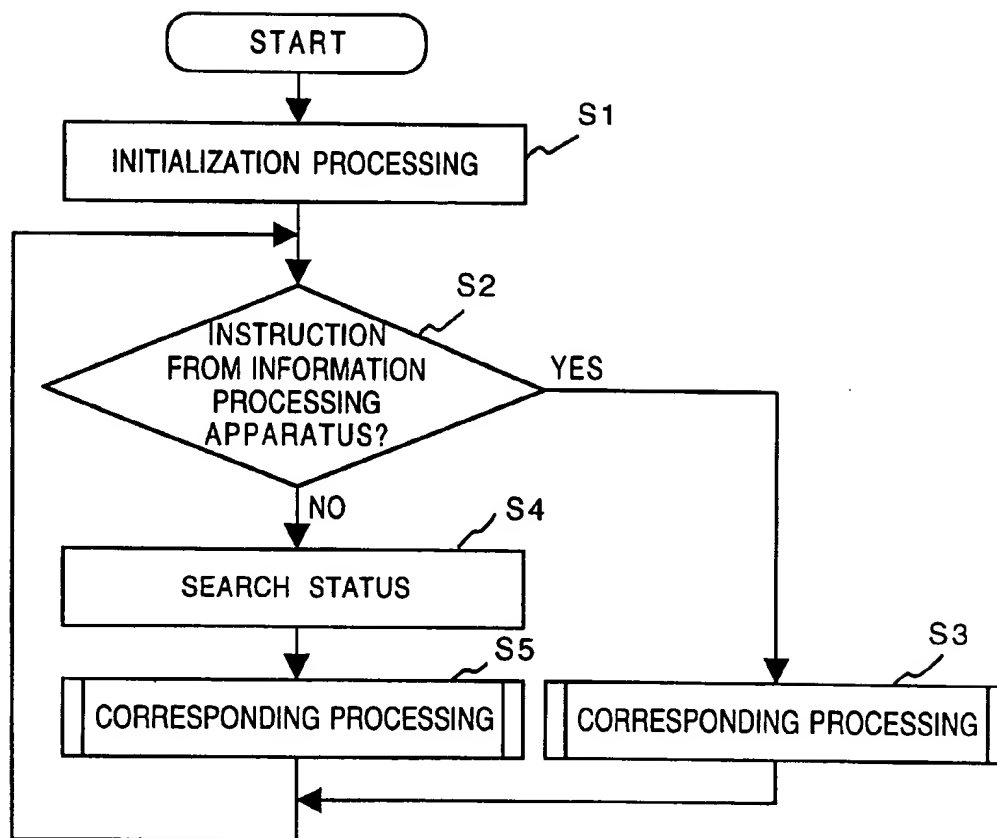 START
S1
INITIALIZATION PROCESSING
S2
INSTRUCTION
FROM INFORMATION
PROCESSING
APPARATUS?
YES
NO
S4
SEARCH STATUS
S5
CORRESPONDING PROCESSING
S3
CORRESPONDING PROCESSING